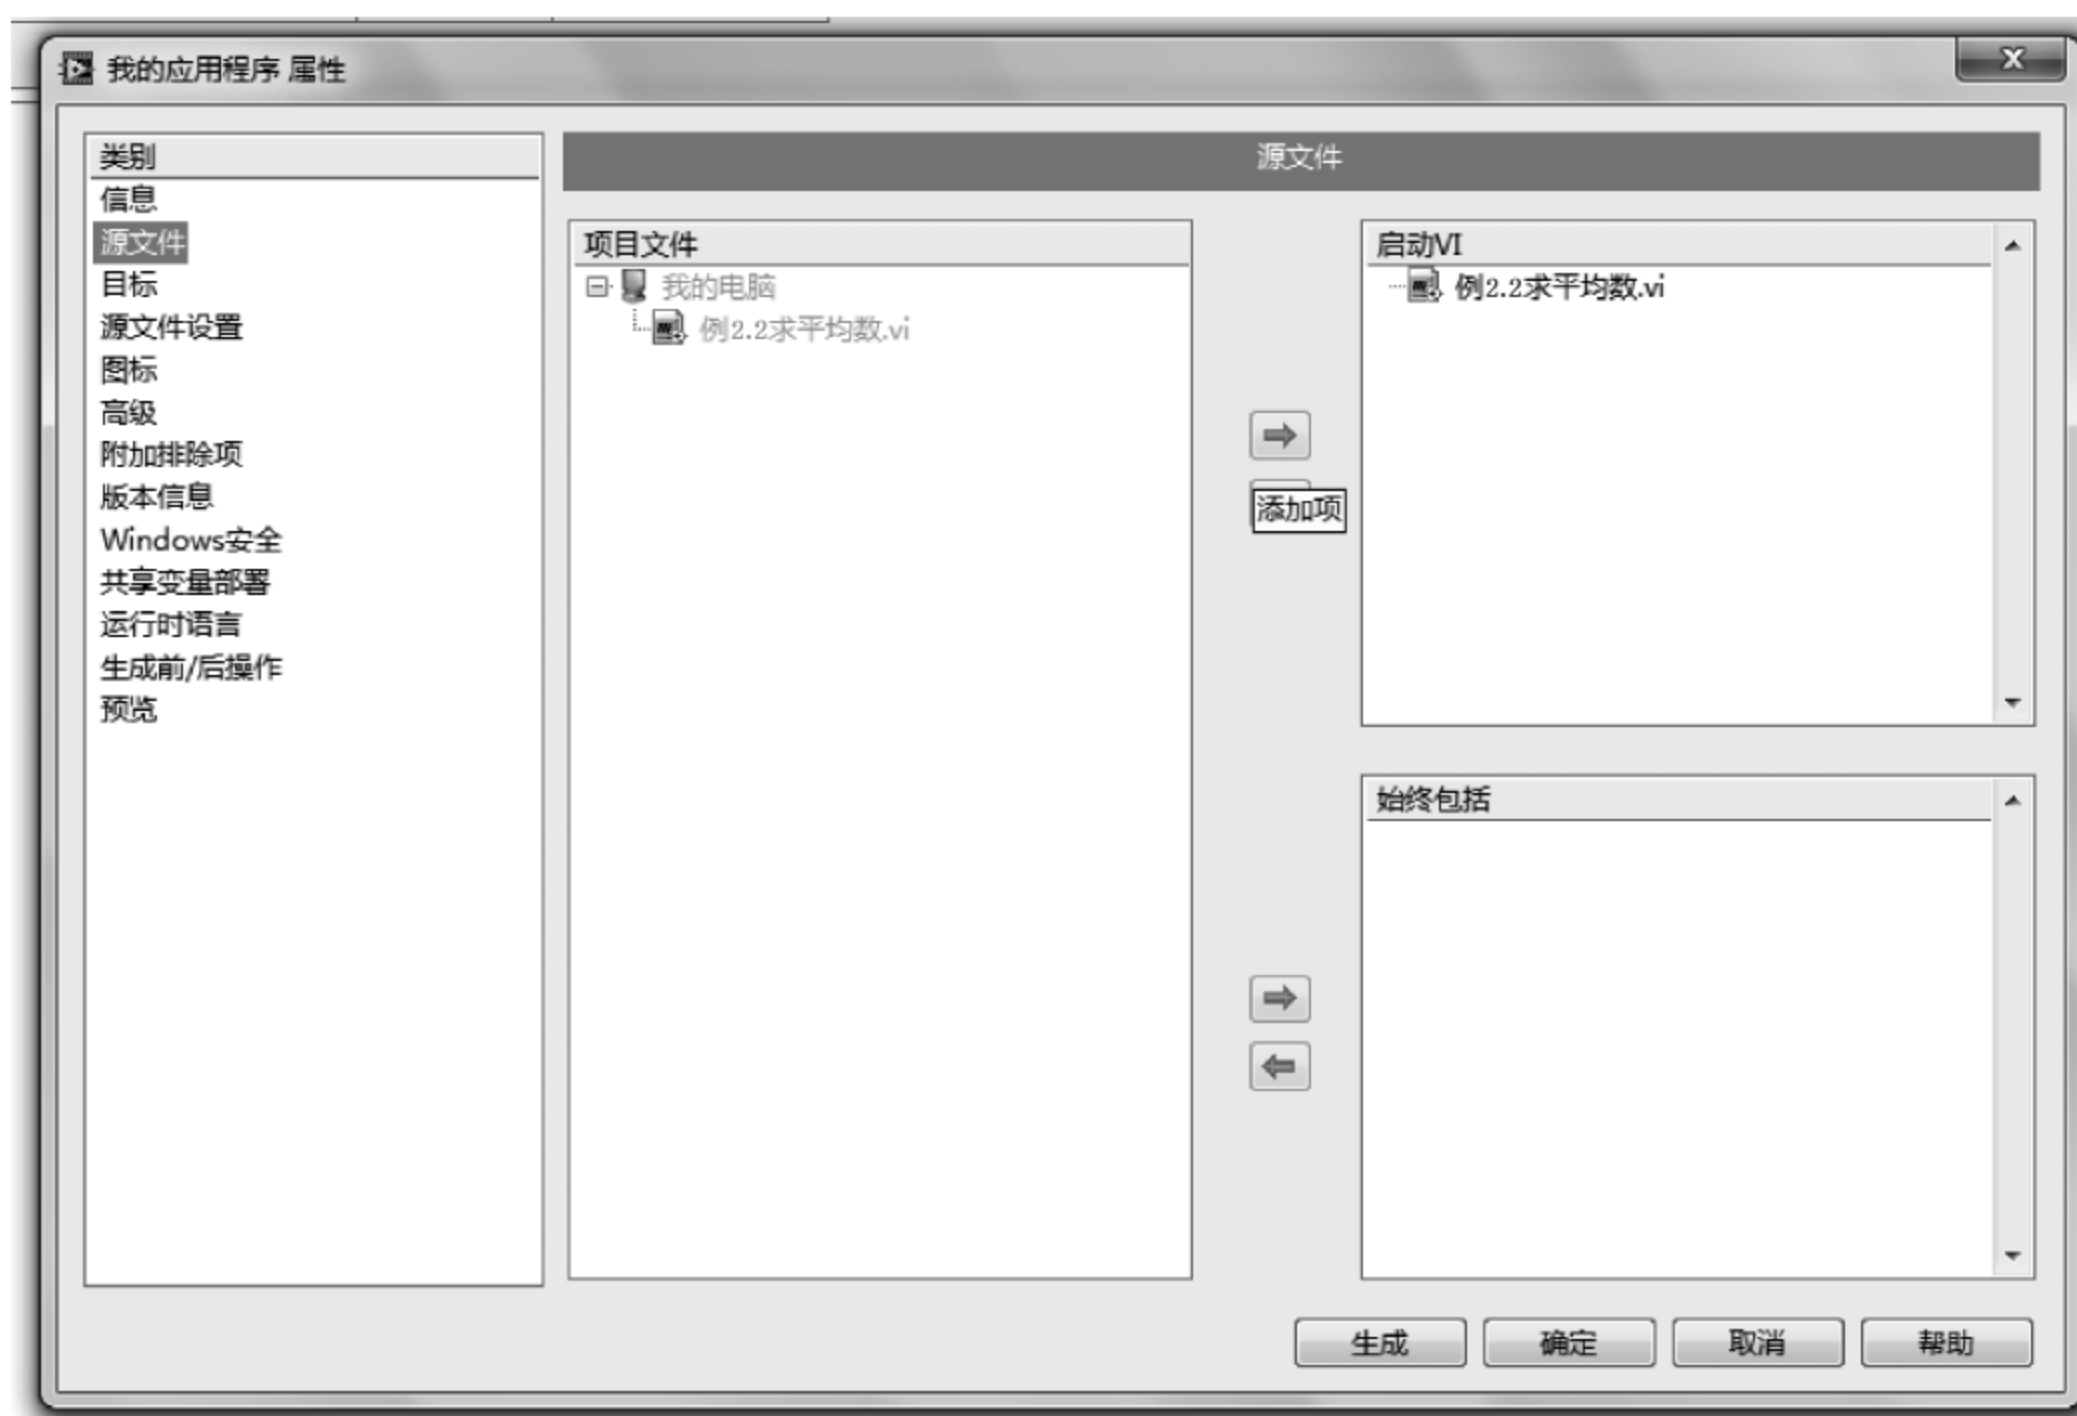 我的应用程序 属性
类别
信息
源文件
目标
源文件设置
图标
高级
附加排除项
版本信息
Windows安全
共享变量部署
运行时语言
生成前/后操作
预览
源文件
项目文件
我的电脑
例2.2求平均数.vi
添加项
启动VI
例2.2求平均数.vi
始终包括
生成
确定
取消
帮助